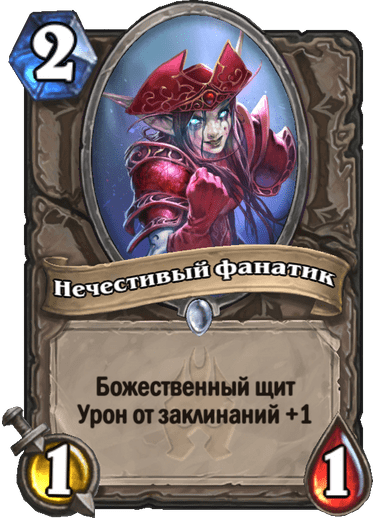 2
Нечестивый фанатик
Божественный щит
Урон от заклинаний +1
1
1